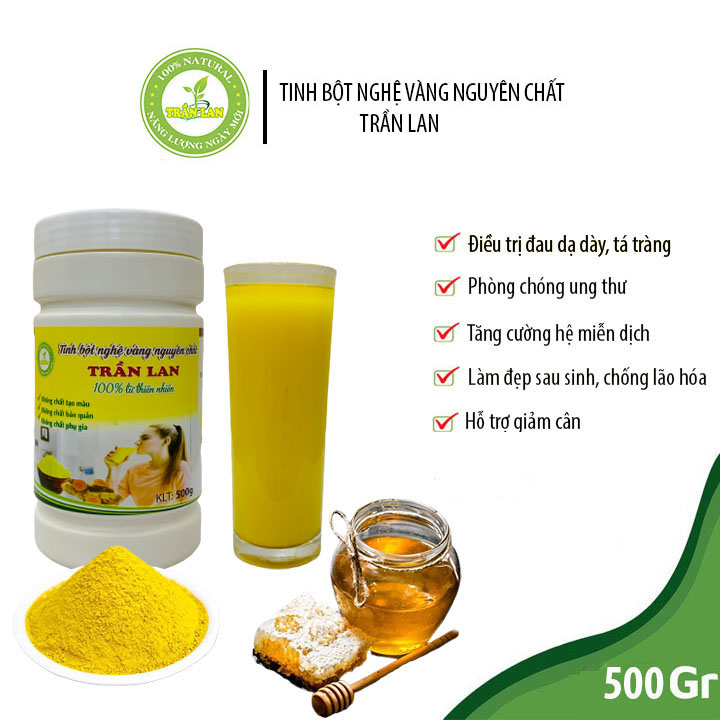 100% NATURAL
TRẦN LAN
NĂNG LƯỢNG NGÀY MỚI
TINH BỘT NGHỆ VÀNG NGUYÊN CHẤT
TRẦN LAN
Điều trị đau dạ dày, tá tràng
Phòng chóng ung thư
Tăng cường hệ miễn dịch
Làm đẹp sau sinh, chống lão hóa
Hỗ trợ giảm cân
Tinh bột nghệ vàng nguyên chất
TRẦN LAN
100% từ thiên nhiên
Không chất tạo màu
Không chất bảo quản
Không chất phụ gia
KLT: 500g
500 Gr